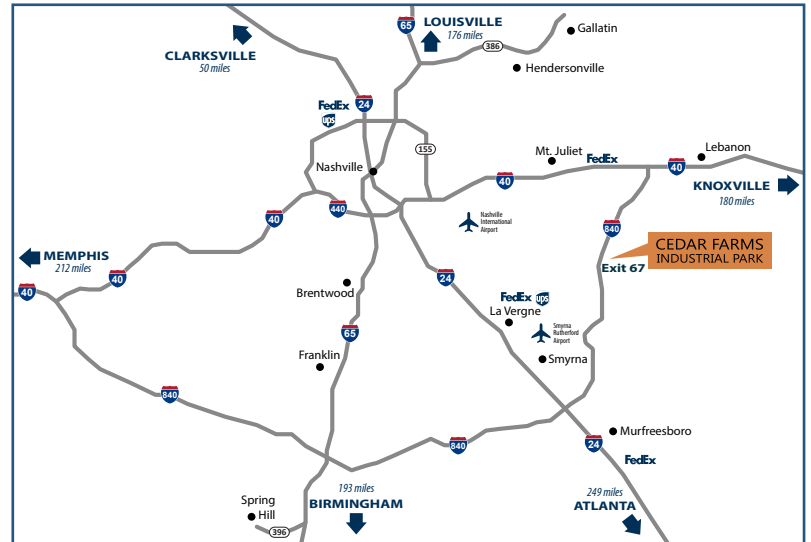 65
LOUISVILLE
176 miles
Gallatin
386
CLARKSVILLE
50 miles
Hendersonville
24
FedEx
ups
155
Mt. Juliet
FedEx
Lebanon
Nashville
40
40
KNOXVILLE
180 miles
440
40
Nashville
International
Airport
840
CEDAR FARMS
INDUSTRIAL PARK
Exit 67
MEMPHIS
212 miles
40
40
24
Brentwood
FedEx
ups
La Vergne
65
Smyrna
Rutherford
Airport
Franklin
Smyrna
840
840
Murfreesboro
24
FedEx
193 miles
BIRMINGHAM
249 miles
ATLANTA
Spring
Hill
396